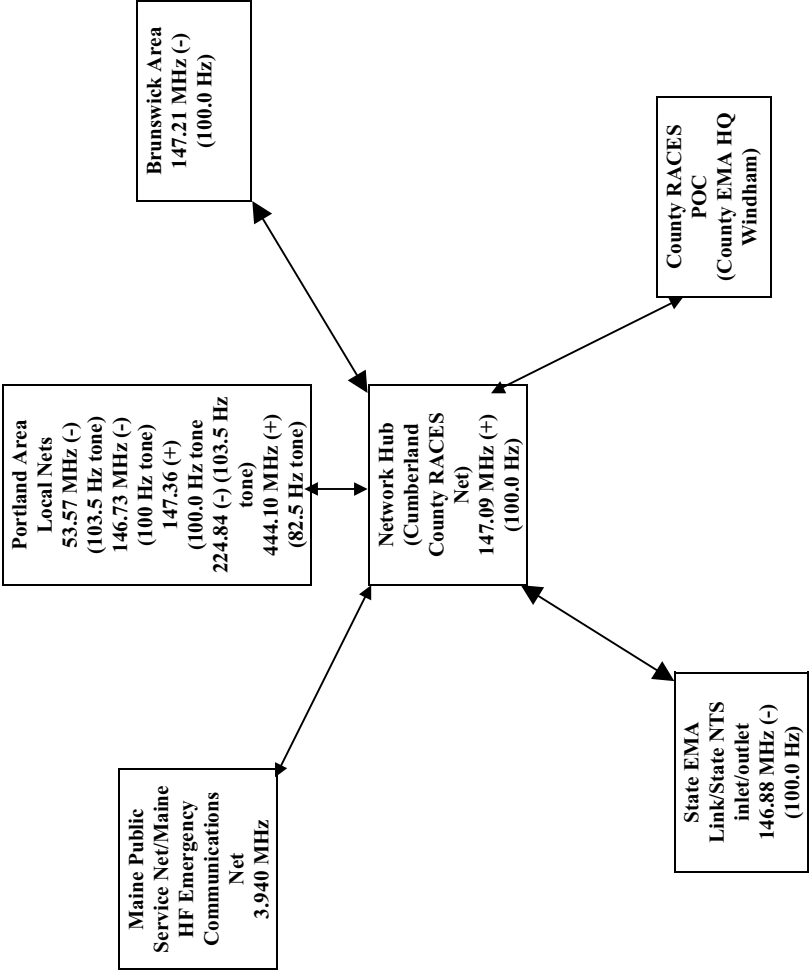 Maine Public
Service Net/Maine
HF Emergency
Communications
Net
3.940 MHz
Portland Area
Local Nets
53.57 MHz (-)
(103.5 Hz tone)
146.73 MHz (-)
(100 Hz tone)
147.36 (+)
(100.0 Hz tone
224.84 (-) (103.5 Hz
tone)
444.10 MHz (+)
(82.5 Hz tone)
Brunswick Area
147.21 MHz (-)
(100.0 Hz)
Network Hub
(Cumberland
County RACES
Net)
147.09 MHz (+)
(100.0 Hz)
State EMA
Link/State NTS
inlet/outlet
146.88 MHz (-)
(100.0 Hz)
County RACES
POC
(County EMA HQ
Windham)